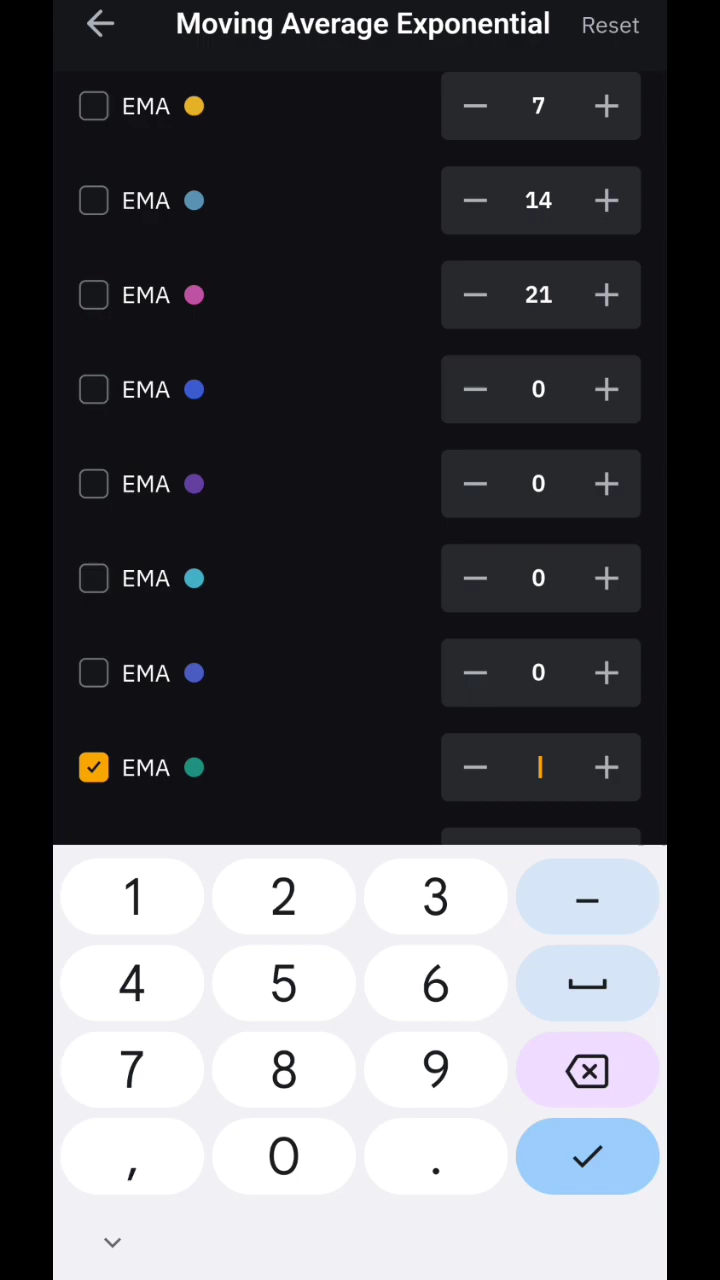 Moving Average Exponential Reset
EMA 7
EMA 14
EMA 21
EMA 0
EMA 0
EMA 0
EMA 0
EMA
1 2 3 –
4 5 6
7 8 9
, 0 .